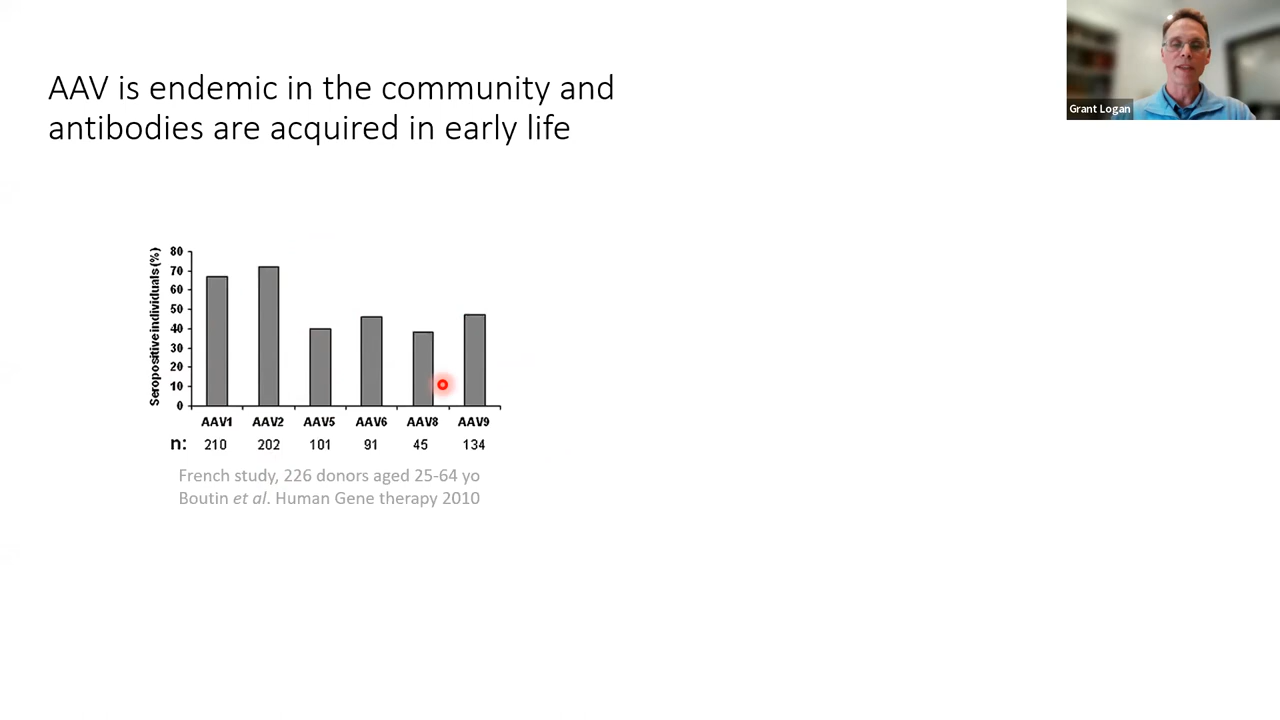 AAV is endemic in the community and
antibodies are acquired in early life
Grant Logan
Seropositive individuals (%)
80
70
60
50
40
30
20
10
0
AAV1 AAV2 AAV5 AAV6 AAV8 AAV9
n: 210 202 101 91 45 134
French study, 226 donors aged 25-64 yo
Boutin et al. Human Gene therapy 2010